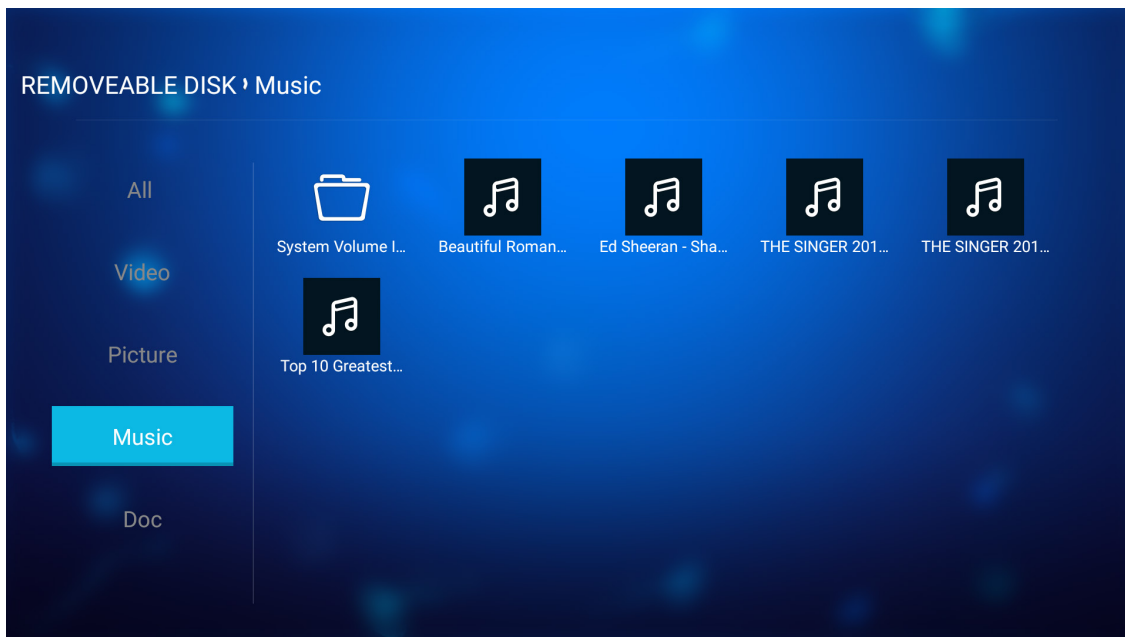 REMOVEABLE DISK › Music
All
Video
Picture
Music
Doc
System Volume I...
Beautiful Roman...
Ed Sheeran - Sha...
THE SINGER 201...
THE SINGER 201...
Top 10 Greatest...